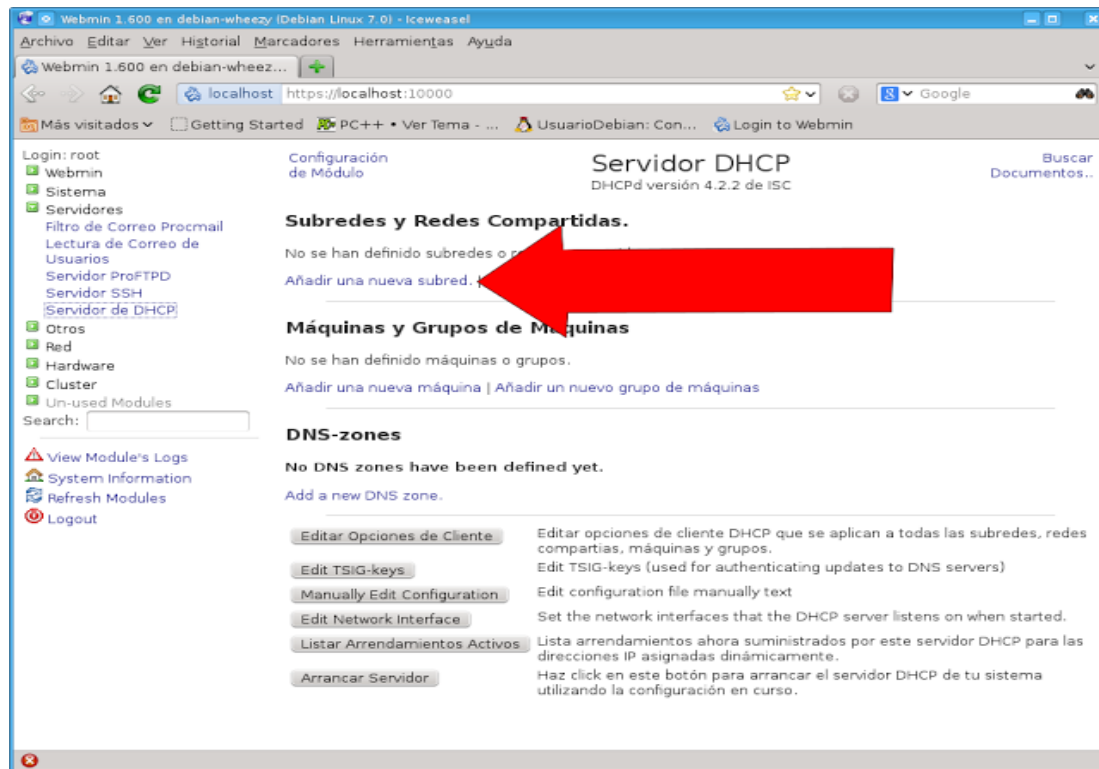 Webmin 1.600 en debian-wheezy (Debian Linux 7.0) - Iceweasel
Archivo Editar Ver Historial Marcadores Herramientas Ayuda
Webmin 1.600 en debian-wheez...
localhost https://localhost:10000 Google
Más visitados Getting Started PC++ • Ver Tema - ... UsuarioDebian: Con... Login to Webmin
Login: root
Webmin
Sistema
Servidores
Filtro de Correo Procmail
Lectura de Correo de
Usuarios
Servidor ProFTPD
Servidor SSH
Servidor de DHCP
Otros
Red
Hardware
Cluster
Un-used Modules
Search:
View Module's Logs
System Information
Refresh Modules
Logout
Configuración
de Módulo
Servidor DHCP
DHCPd versión 4.2.2 de ISC
Buscar
Documentos..
Subredes y Redes Compartidas.
No se han definido subredes o
Añadir una nueva subred. |
Máquinas y Grupos de Máquinas
No se han definido máquinas o grupos.
Añadir una nueva máquina | Añadir un nuevo grupo de máquinas
DNS-zones
No DNS zones have been defined yet.
Add a new DNS zone.
Editar Opciones de Cliente
Editar opciones de cliente DHCP que se aplican a todas las subredes, redes
compartias, máquinas y grupos.
Edit TSIG-keys
Edit TSIG-keys (used for authenticating updates to DNS servers)
Manually Edit Configuration
Edit configuration file manually text
Edit Network Interface
Set the network interfaces that the DHCP server listens on when started.
Listar Arrendamientos Activos
Lista arrendamientos ahora suministrados por este servidor DHCP para las
direcciones IP asignadas dinámicamente.
Arrancar Servidor
Haz click en este botón para arrancar el servidor DHCP de tu sistema
utilizando la configuración en curso.